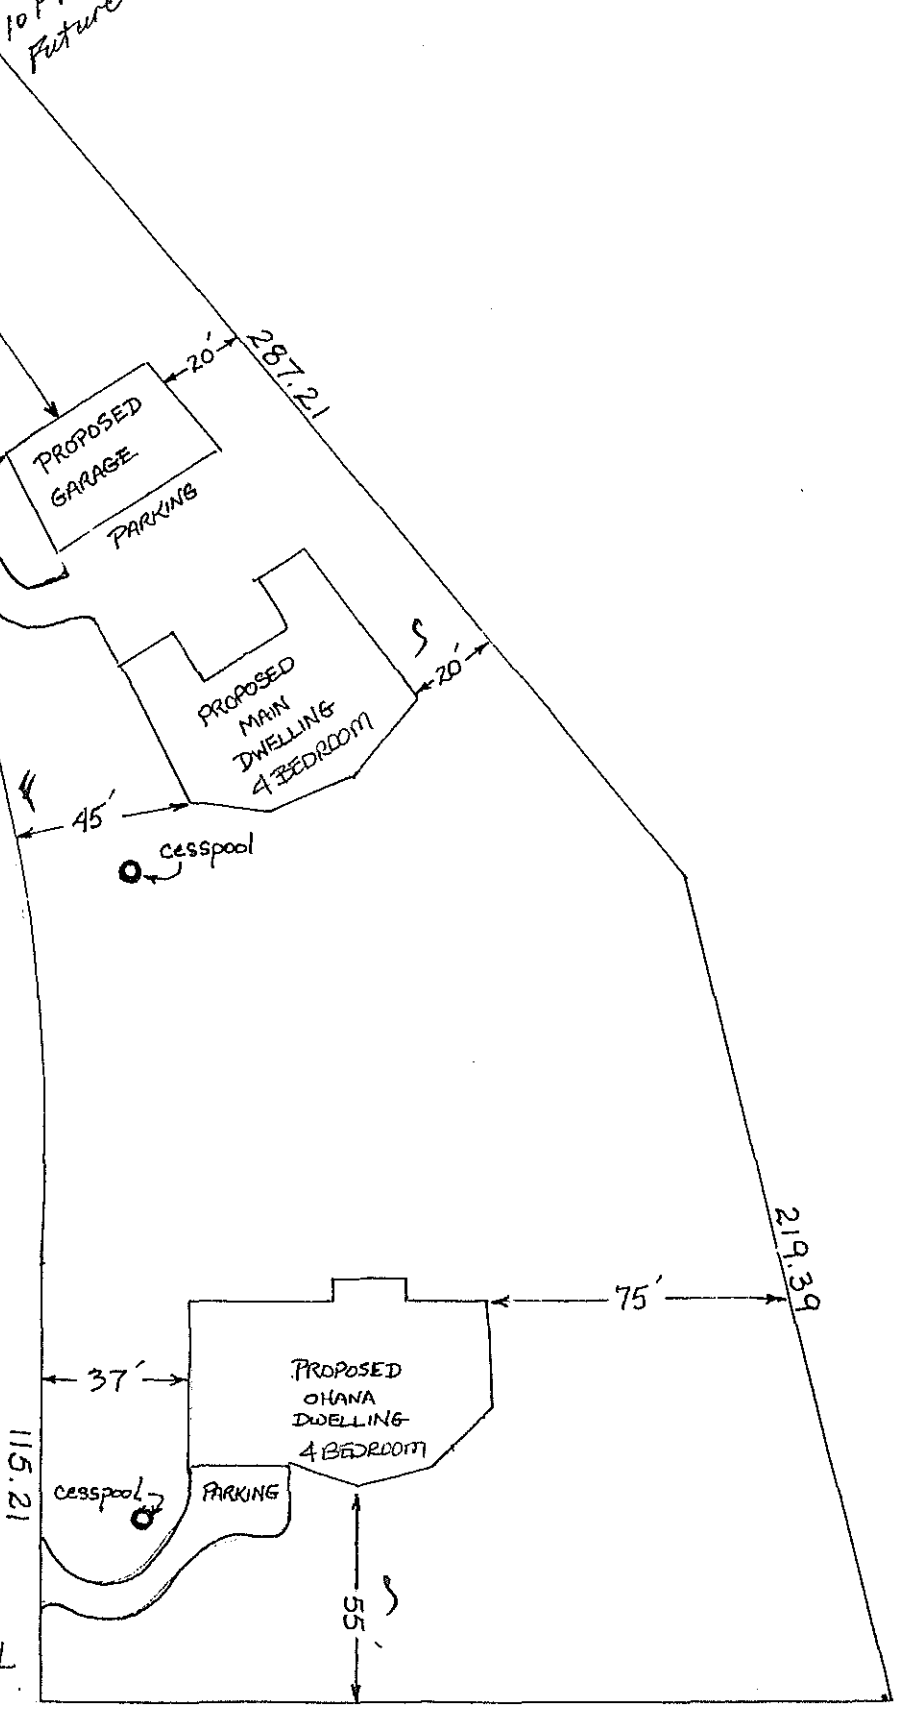 Future
287.21
20'
PROPOSED
GARAGE
PARKING
S
20'
PROPOSED
MAIN
DWELLING
4 BEDROOM
45'
cesspool
219.39
75'
37'
PROPOSED
OHANA
DWELLING
4 BEDROOM
115.21
cesspool
PARKING
55'